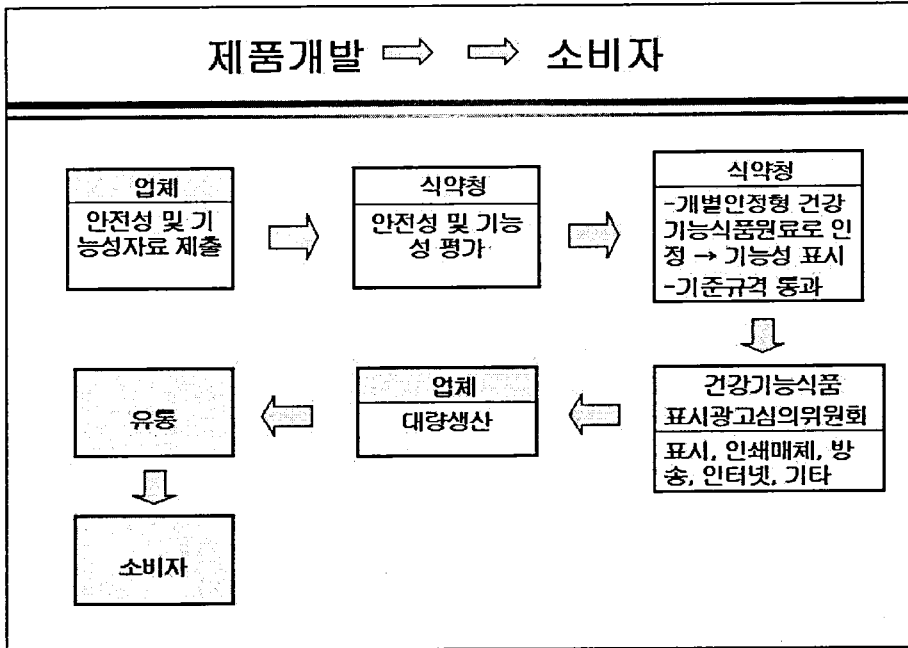 제품개발 ⇨ ⇨ 소비자
업체
안전성 및 기
능성자료 제출
식약청
안전성 및 기능
성 평가
식약청
-개별인정형 건강
기능식품원료로 인
정 → 기능성 표시
-기준규격 통과
건강기능식품
표시광고심의위원회
표시, 인쇄매체, 방
송, 인터넷, 기타
업체
대량생산
유통
소비자